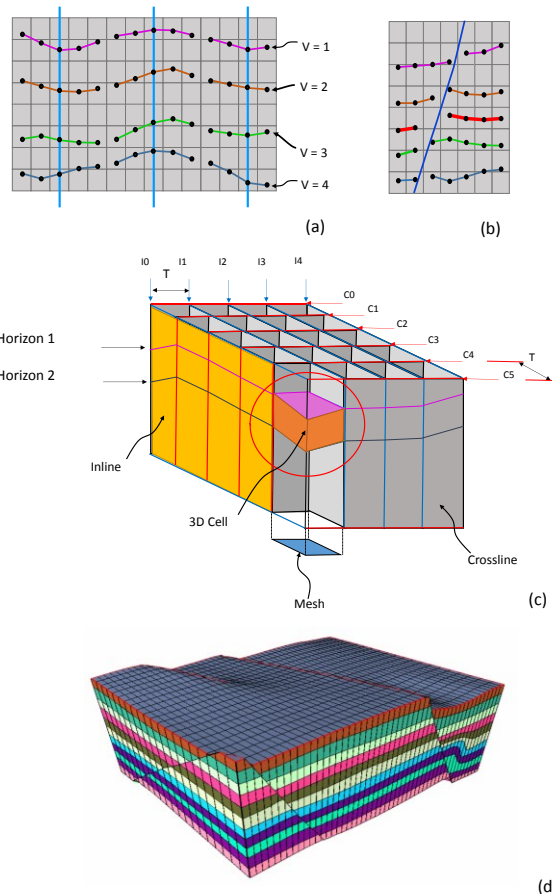 V = 1
V = 2
V = 3
V = 4
(a)
(b)
I0 I1 I2 I3 I4
T
C0
C1
C2
C3
C4
C5
T
Horizon 1
Horizon 2
Inline
3D Cell
Crossline
Mesh
(c)
(d